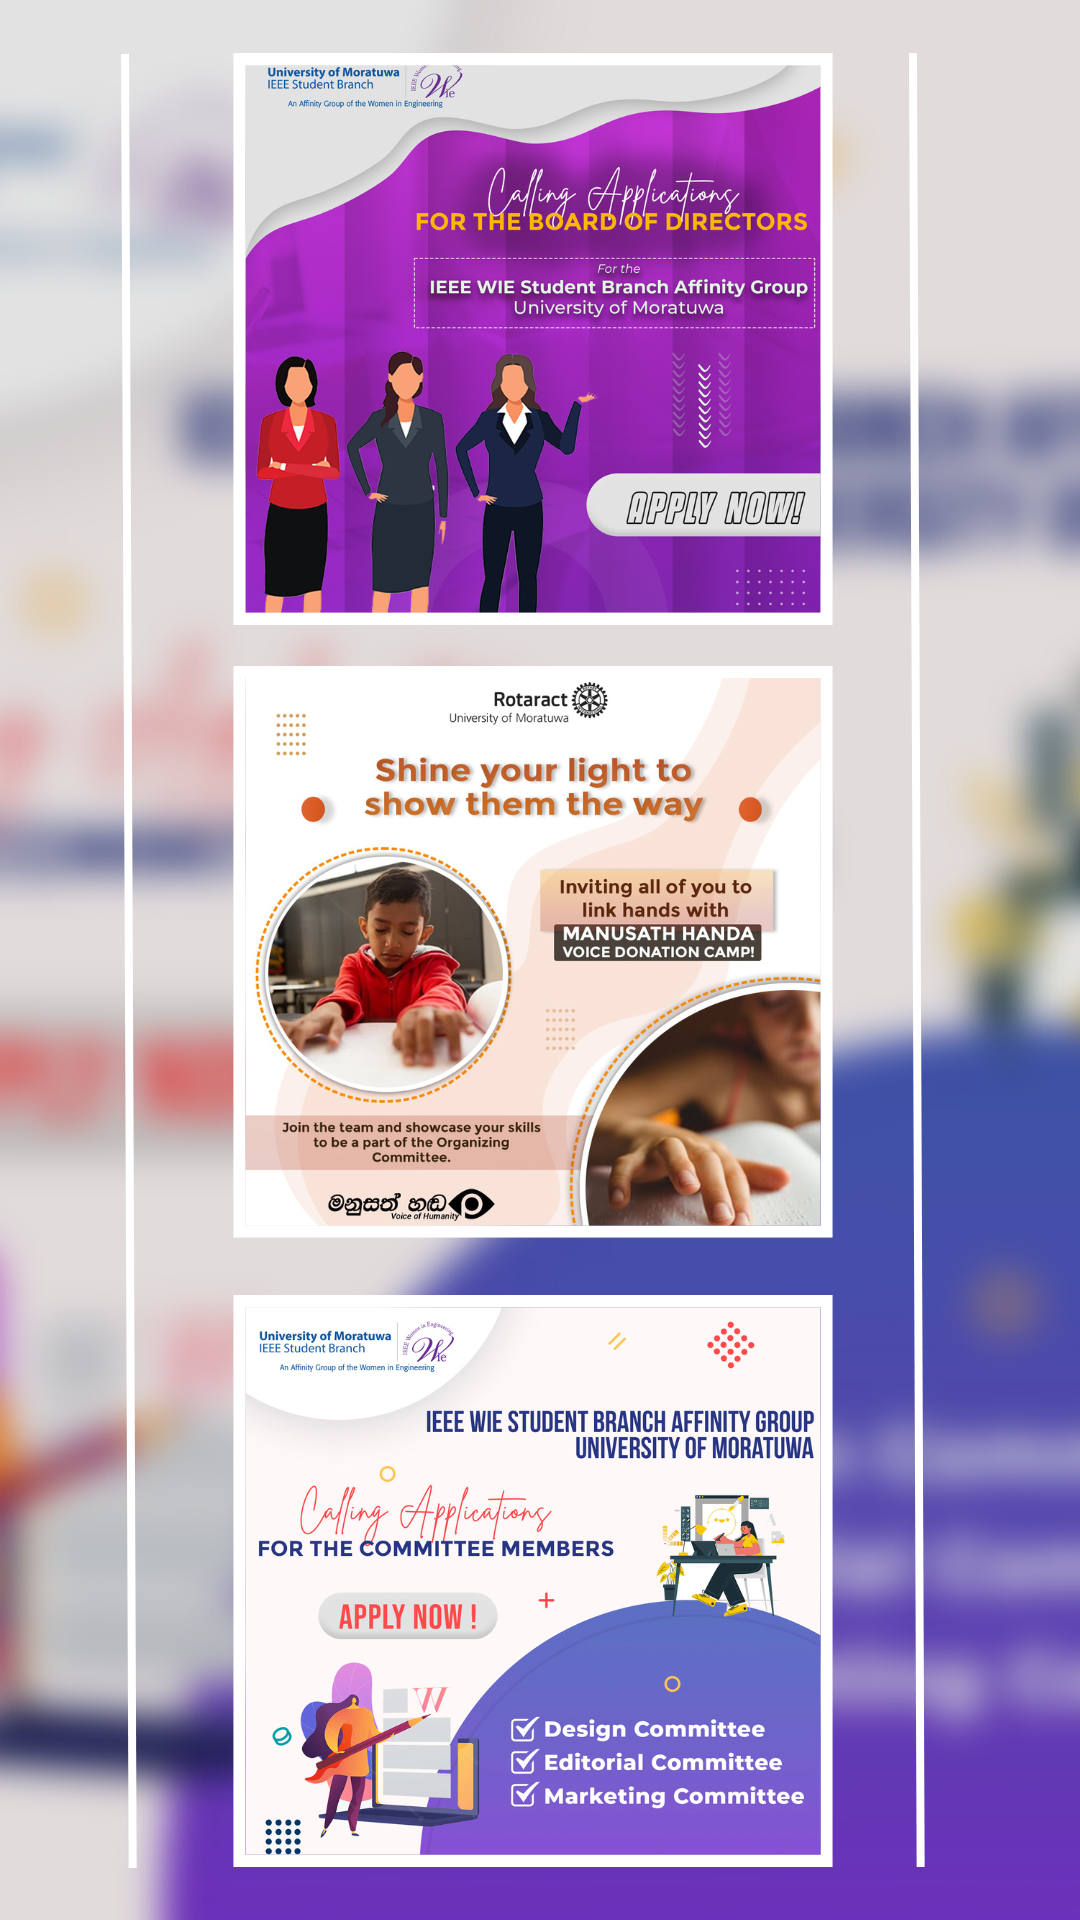 University of Moratuwa
IEEE Student Branch
Wie
An Affinity Group of the Women in Engineering
Calling Applications
FOR THE BOARD OF DIRECTORS
For the
IEEE WIE Student Branch Affinity Group
University of Moratuwa
APPLY NOW!
Rotaract
University of Moratuwa
Shine your light to
show them the way
Inviting all of you to
link hands with
MANUSATH HANDA
VOICE DONATION CAMP!
Join the team and showcase your skills
to be a part of the Organizing
Committee.
මනුසත් හඬ
Voice of Humanity
University of Moratuwa
IEEE Student Branch
IEEE Women in Engineering
Wie
An Affinity Group of the Women in Engineering
IEEE WIE STUDENT BRANCH AFFINITY GROUP
UNIVERSITY OF MORATUWA
Calling Applications
FOR THE COMMITTEE MEMBERS
APPLY NOW !
W
Design Committee
Editorial Committee
Marketing Committee